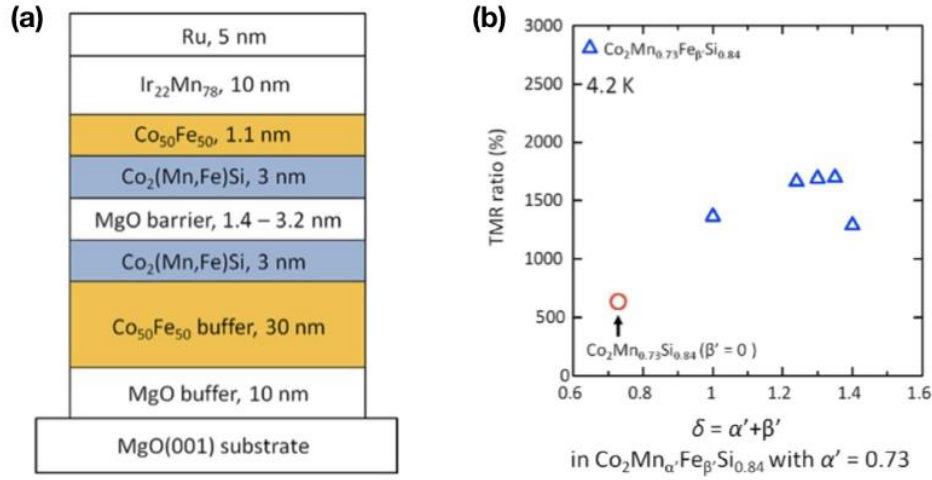 (a)
Ru, 5 nm
Ir₂₂Mn₇₈, 10 nm
Co₅₀Fe₅₀, 1.1 nm
Co₂(Mn,Fe)Si, 3 nm
MgO barrier, 1.4 – 3.2 nm
Co₂(Mn,Fe)Si, 3 nm
Co₅₀Fe₅₀ buffer, 30 nm
MgO buffer, 10 nm
MgO(001) substrate
(b)
TMR ratio (%)
3000
2500
2000
1500
1000
500
0
Co₂Mn₀.₇₃Feβ'Si₀.₈₄
4.2 K
Co₂Mn₀.₇₃Si₀.₈₄ (β' = 0 )
0.6 0.8 1 1.2 1.4 1.6
δ = α'+β'
in Co₂Mnα'Feβ'Si₀.₈₄ with α' = 0.73